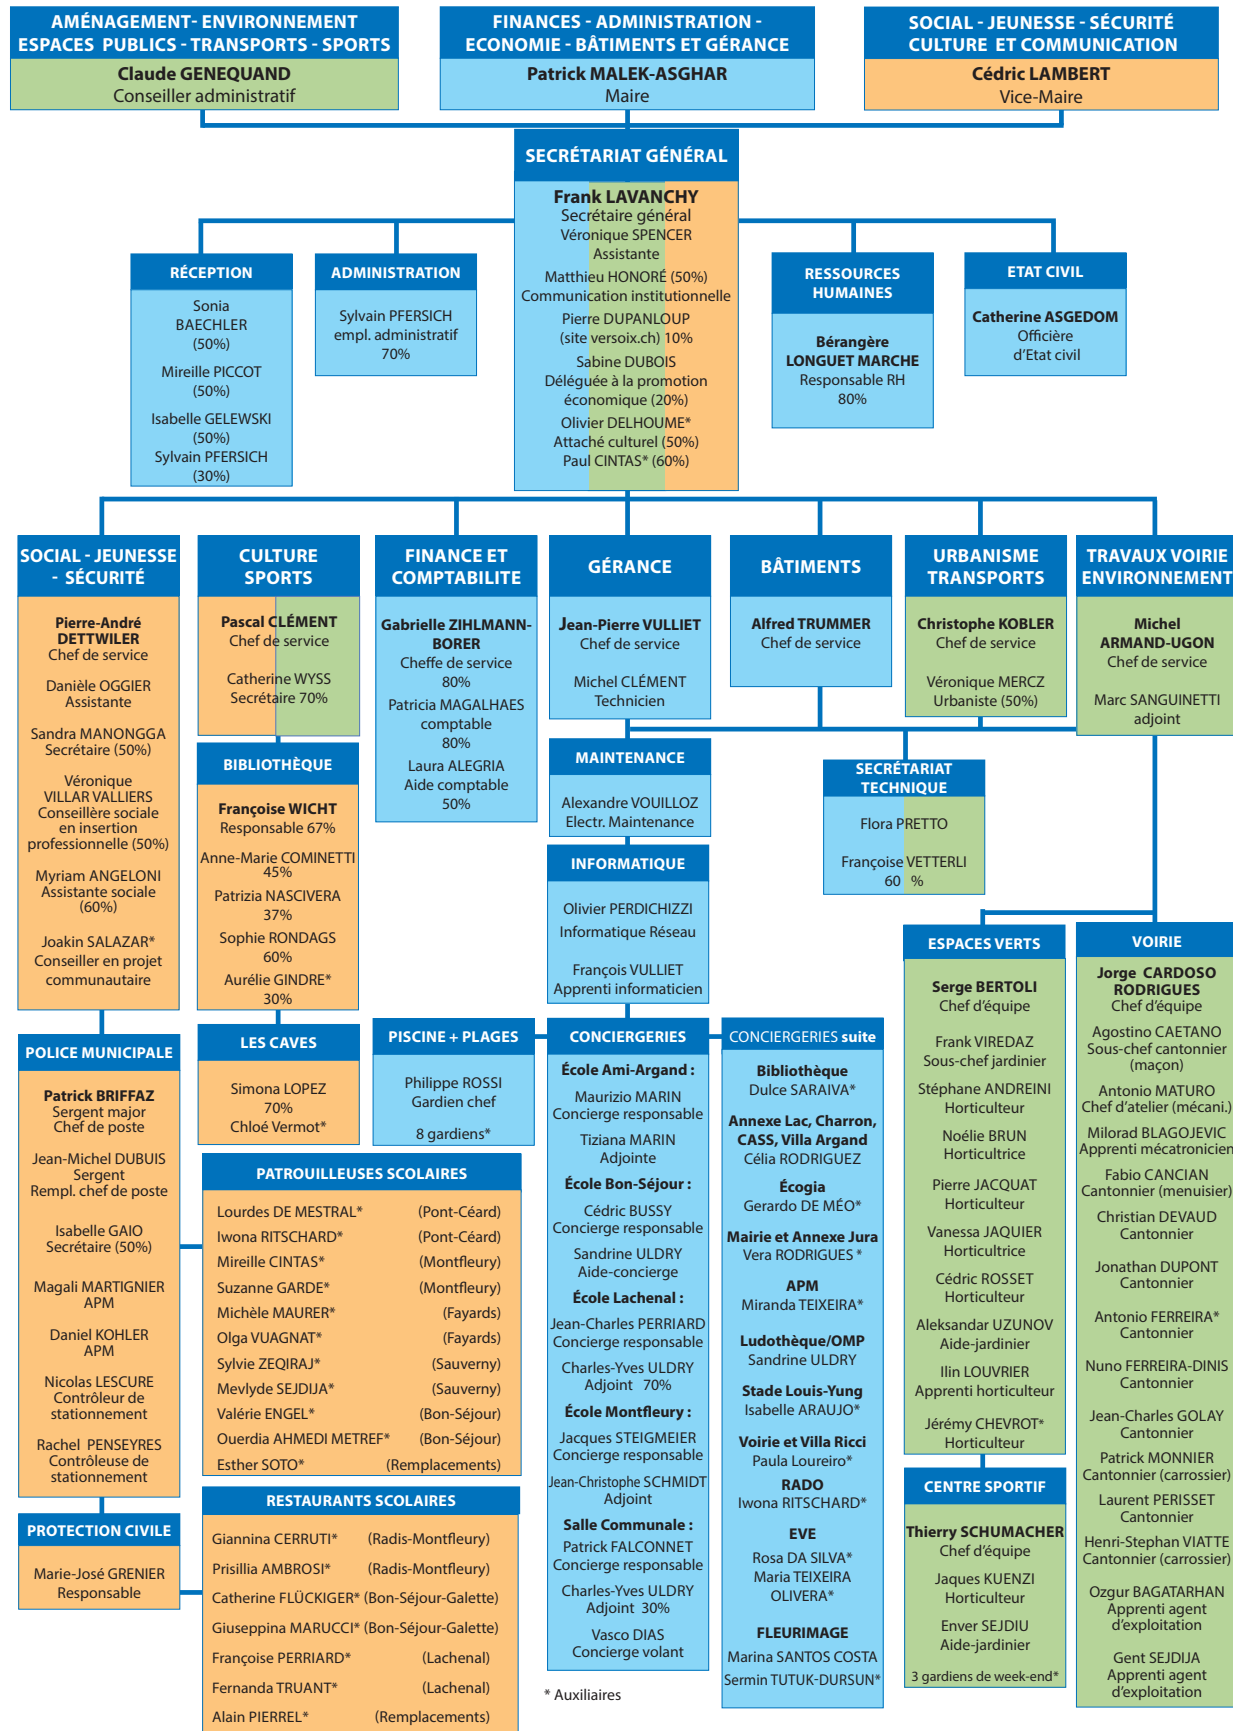 AMÉNAGEMENT- ENVIRONNEMENT
ESPACES PUBLICS - TRANSPORTS - SPORTS
Claude GENEQUAND
Conseiller administratif
FINANCES - ADMINISTRATION -
ECONOMIE - BÂTIMENTS ET GÉRANCE
Patrick MALEK-ASGHAR
Maire
SOCIAL - JEUNESSE - SÉCURITÉ
CULTURE ET COMMUNICATION
Cédric LAMBERT
Vice-Maire
SECRÉTARIAT GÉNÉRAL
Frank LAVANCHY
Secrétaire général
Véronique SPENCER
Assistante
Matthieu HONORÉ (50%)
Communication institutionnelle
Pierre DUPANLOUP
(site versoix.ch) 10%
Sabine DUBOIS
Déléguée à la promotion
économique (20%)
Olivier DELHOUME*
Attaché culturel (50%)
Paul CINTAS* (60%)
RÉCEPTION
Sonia
BAECHLER
(50%)
Mireille PICCOT
(50%)
Isabelle GELEWSKI
(50%)
Sylvain PFERSICH
(30%)
ADMINISTRATION
Sylvain PFERSICH
empl. administratif
70%
RESSOURCES
HUMAINES
Bérangère
LONGUET MARCHE
Responsable RH
80%
ETAT CIVIL
Catherine ASGEDOM
Officière
d'Etat civil
SOCIAL - JEUNESSE
- SÉCURITÉ
Pierre-André
DETTWILER
Chef de service
Danièle OGGIER
Assistante
Sandra MANONGGA
Secrétaire (50%)
Véronique
VILLAR VALLIERS
Conseillère sociale
en insertion
professionnelle (50%)
Myriam ANGELONI
Assistante sociale
(60%)
Joakin SALAZAR*
Conseiller en projet
communautaire
CULTURE
SPORTS
Pascal CLÉMENT
Chef de service
Catherine WYSS
Secrétaire 70%
BIBLIOTHÈQUE
Françoise WICHT
Responsable 67%
Anne-Marie COMINETTI
45%
Patrizia NASCIVERA
37%
Sophie RONDAGS
60%
Aurélie GINDRE*
30%
LES CAVES
Simona LOPEZ
70%
Chloé Vermot*
FINANCE ET
COMPTABILITE
Gabrielle ZIHLMANN-
BORER
Cheffe de service
80%
Patricia MAGALHAES
comptable
80%
Laura ALEGRIA
Aide comptable
50%
GÉRANCE
Jean-Pierre VULLIET
Chef de service
Michel CLÉMENT
Technicien
BÂTIMENTS
Alfred TRUMMER
Chef de service
URBANISME
TRANSPORTS
Christophe KOBLER
Chef de service
Véronique MERCZ
Urbaniste (50%)
TRAVAUX VOIRIE
ENVIRONNEMENT
Michel
ARMAND-UGON
Chef de service
Marc SANGUINETTI
adjoint
MAINTENANCE
Alexandre VOUILLOZ
Electr. Maintenance
SECRÉTARIAT
TECHNIQUE
Flora PRETTO
Françoise VETTERLI
60 %
INFORMATIQUE
Olivier PERDICHIZZI
Informatique Réseau
François VULLIET
Apprenti informaticien
POLICE MUNICIPALE
Patrick BRIFFAZ
Sergent major
Chef de poste
Jean-Michel DUBUIS
Sergent
Rempl. chef de poste
Isabelle GAIO
Secrétaire (50%)
Magali MARTIGNIER
APM
Daniel KOHLER
APM
Nicolas LESCURE
Contrôleur de
stationnement
Rachel PENSEYRES
Contrôleuse de
stationnement
PROTECTION CIVILE
Marie-José GRENIER
Responsable
PATROUILLEUSES SCOLAIRES
Lourdes DE MESTRAL* (Pont-Céard)
Iwona RITSCHARD* (Pont-Céard)
Mireille CINTAS* (Montfleury)
Suzanne GARDE* (Montfleury)
Michèle MAURER* (Fayards)
Olga VUAGNAT* (Fayards)
Sylvie ZEQIRAJ* (Sauverny)
Mevlyde SEJDIJA* (Sauverny)
Valérie ENGEL* (Bon-Séjour)
Ouerdia AHMEDI METREF* (Bon-Séjour)
Esther SOTO* (Remplacements)
RESTAURANTS SCOLAIRES
Giannina CERRUTI* (Radis-Montfleury)
Prisillia AMBROSI* (Radis-Montfleury)
Catherine FLÜCKIGER* (Bon-Séjour-Galette)
Giuseppina MARUCCI* (Bon-Séjour-Galette)
Françoise PERRIARD* (Lachenal)
Fernanda TRUANT* (Lachenal)
Alain PIERREL* (Remplacements)
PISCINE + PLAGES
Philippe ROSSI
Gardien chef
8 gardiens*
CONCIERGERIES
École Ami-Argand :
Maurizio MARIN
Concierge responsable
Tiziana MARIN
Adjointe
École Bon-Séjour :
Cédric BUSSY
Concierge responsable
Sandrine ULDRY
Aide-concierge
École Lachenal :
Jean-Charles PERRIARD
Concierge responsable
Charles-Yves ULDRY
Adjoint 70%
École Montfleury :
Jacques STEIGMEIER
Concierge responsable
Jean-Christophe SCHMIDT
Adjoint
Salle Communale :
Patrick FALCONNET
Concierge responsable
Charles-Yves ULDRY
Adjoint 30%
Vasco DIAS
Concierge volant
* Auxiliaires
CONCIERGERIES suite
Bibliothèque
Dulce SARAIVA*
Annexe Lac, Charron,
CASS, Villa Argand
Célia RODRIGUEZ
Écogia
Gerardo DE MÉO*
Mairie et Annexe Jura
Vera RODRIGUES *
APM
Miranda TEIXEIRA*
Ludothèque/OMP
Sandrine ULDRY
Stade Louis-Yung
Isabelle ARAUJO*
Voirie et Villa Ricci
Paula Loureiro*
RADO
Iwona RITSCHARD*
EVE
Rosa DA SILVA*
Maria TEIXEIRA
OLIVERA*
FLEURIMAGE
Marina SANTOS COSTA
Sermin TUTUK-DURSUN*
ESPACES VERTS
Serge BERTOLI
Chef d'équipe
Frank VIREDAZ
Sous-chef jardinier
Stéphane ANDREINI
Horticulteur
Noélie BRUN
Horticultrice
Pierre JACQUAT
Horticulteur
Vanessa JAQUIER
Horticultrice
Cédric ROSSET
Horticulteur
Aleksandar UZUNOV
Aide-jardinier
Ilin LOUVRIER
Apprenti horticulteur
Jérémy CHEVROT*
Horticulteur
CENTRE SPORTIF
Thierry SCHUMACHER
Chef d'équipe
Jaques KUENZI
Horticulteur
Enver SEJDIU
Aide-jardinier
3 gardiens de week-end*
VOIRIE
Jorge CARDOSO
RODRIGUES
Chef d'équipe
Agostino CAETANO
Sous-chef cantonnier
(maçon)
Antonio MATURO
Chef d'atelier (mécani.)
Milorad BLAGOJEVIC
Apprenti mécatronicien
Fabio CANCIAN
Cantonnier (menuisier)
Christian DEVAUD
Cantonnier
Jonathan DUPONT
Cantonnier
Antonio FERREIRA*
Cantonnier
Nuno FERREIRA-DINIS
Cantonnier
Jean-Charles GOLAY
Cantonnier
Patrick MONNIER
Cantonnier (carrossier)
Laurent PERISSET
Cantonnier
Henri-Stephan VIATTE
Cantonnier (carrossier)
Ozgur BAGATARHAN
Apprenti agent
d'exploitation
Gent SEJDIJA
Apprenti agent
d'exploitation